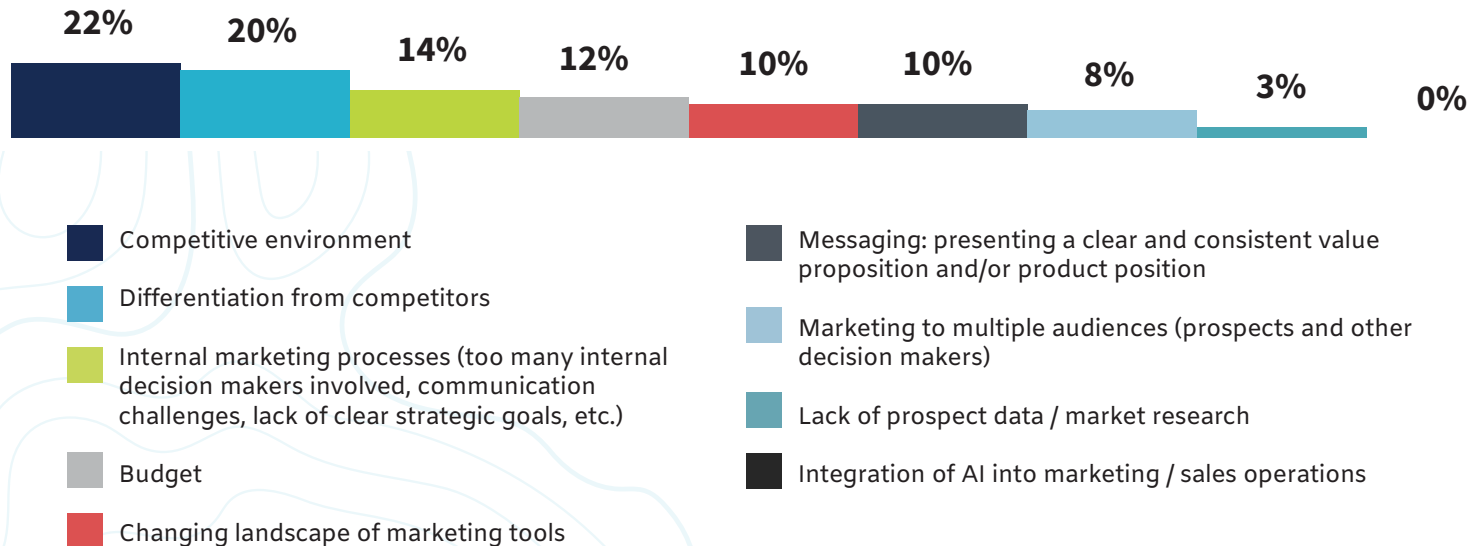 22%
20%
14%
12%
10%
10%
8%
3%
0%
Competitive environment
Differentiation from competitors
Internal marketing processes (too many internal
decision makers involved, communication
challenges, lack of clear strategic goals, etc.)
Budget
Changing landscape of marketing tools
Messaging: presenting a clear and consistent value
proposition and/or product position
Marketing to multiple audiences (prospects and other
decision makers)
Lack of prospect data / market research
Integration of AI into marketing / sales operations